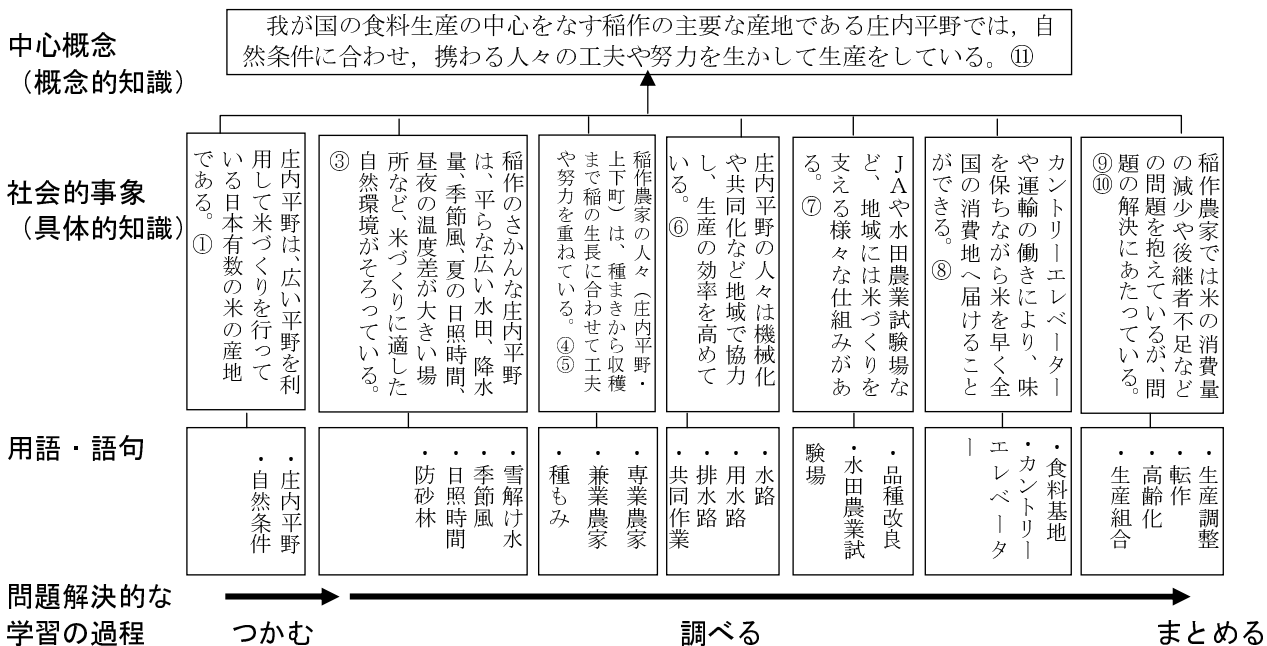 中心概念
（概念的知識）
我が国の食料生産の中心をなす稲作の主要な産地である庄内平野では，自
然条件に合わせ，携わる人々の工夫や努力を生かして生産をしている。⑪
社会的事象
（具体的知識）
庄内平野は、広い平野を利
用して米づくりを行って
いる日本有数の米の産地
である。①
稲作のさかんな庄内平野
は、平らな広い水田、降水
量、季節風、夏の日照時間、
昼夜の温度差が大きい場
所など、米づくりに適した
自然環境がそろっている。
③
稲作農家の人々（庄内平野・
上下町）は、種まきから収穫
まで稲の生長に合わせて工夫
や努力を重ねている。④⑤
庄内平野の人々は機械化
や共同化など地域で協力
し、生産の効率を高めて
いる。⑥
ＪＡや水田農業試験場な
ど、地域には米づくりを
支える様々な仕組みがあ
る。⑦
カントリーエレベーター
や運輸の働きにより、味
を保ちながら米を早く全
国の消費地へ届けること
ができる。⑧
稲作農家では米の消費量
の減少や後継者不足など
の問題を抱えているが、問
題の解決にあたっている。
⑨⑩
用語・語句
・庄内平野
・自然条件
・雪解け水
・季節風
・日照時間
・防砂林
・専業農家
・兼業農家
・種もみ
・水路
・用水路
・排水路
・共同作業
・品種改良
・水田農業試
験場
・食料基地
・カントリー
エレベータ
ー
・生産調整
・転作
・高齢化
・生産組合
問題解決的な
学習の過程
つかむ
調べる
まとめる